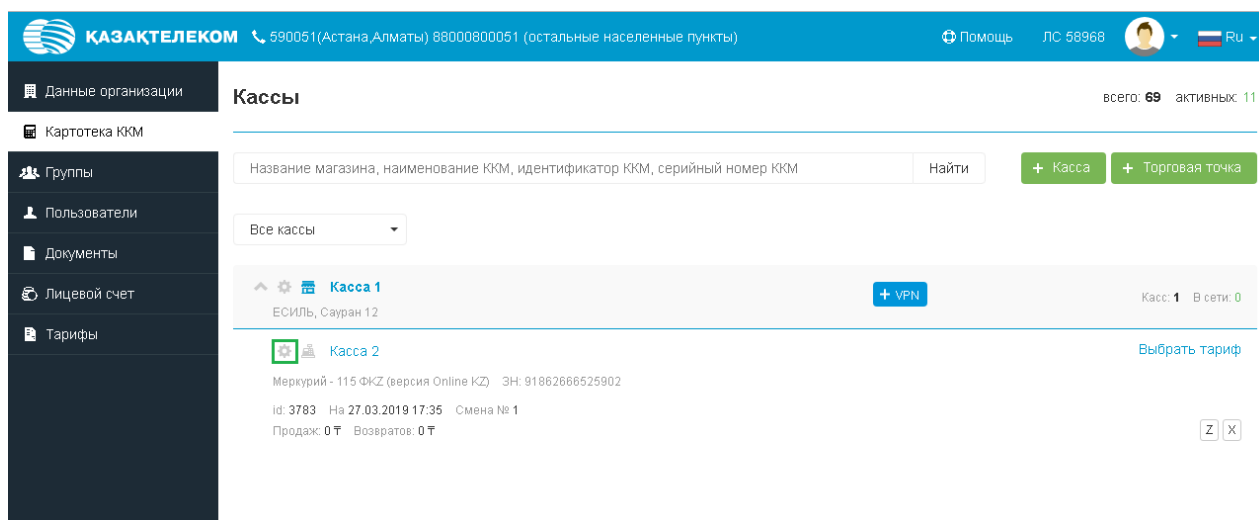 ҚАЗАҚТЕЛЕКОМ 590051(Астана,Алматы) 88000800051 (остальные населенные пункты) Помощь ЛС 58968 Ru
Данные организации
Картотека ККМ
Группы
Пользователи
Документы
Лицевой счет
Тарифы
Кассы всего: 69 активных: 11
Название магазина, наименование ККМ, идентификатор ККМ, серийный номер ККМ Найти + Касса + Торговая точка
Все кассы
Касса 1 + VPN Касс: 1 В сети: 0
ЕСИЛЬ, Сауран 12
Касса 2 Выбрать тариф
Меркурий - 115 ФKZ (версия Online KZ) ЗН: 91862666525902
id: 3783 На 27.03.2019 17:35 Смена № 1
Продаж: 0 ₸ Возвратов: 0 ₸ Z X